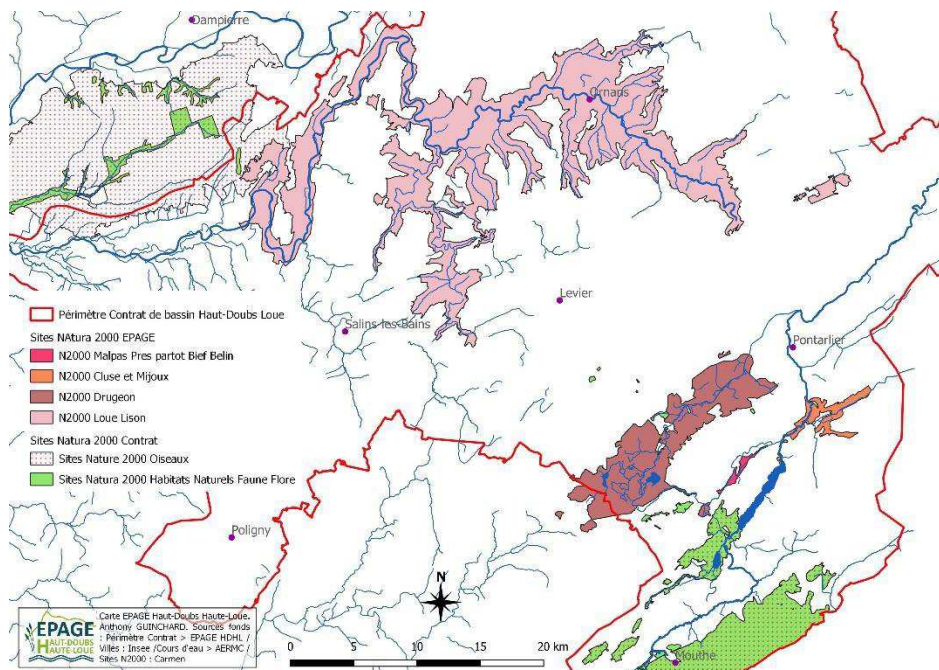 Dampierre
Ornans
Levier
Salins-les-Bains
Pontarlier
Poligny
Mouthe
Périmètre Contrat de bassin Haut-Doubs Loue
Sites NAtura 2000 EPAGE
N2000 Malpas Pres partot Bief Belin
N2000 Cluse et Mijoux
N2000 Drugeon
N2000 Loue Lison
Sites Natura 2000 Contrat
Sites Nature 2000 Oiseaux
Sites Natura 2000 Habitats Naturels Faune Flore
N
0 5 10 15 20 km
EPAGE
HAUT-DOUBS
HAUTE-LOUE
Carte EPAGE Haut-Doubs Haute-Loue.
Anthony GUINCHARD. Sources fonds
: Périmètre Contrat > EPAGE HDHL /
Villes : Insee /Cours d'eau > AERMC /
Sites N2000 : Carmen